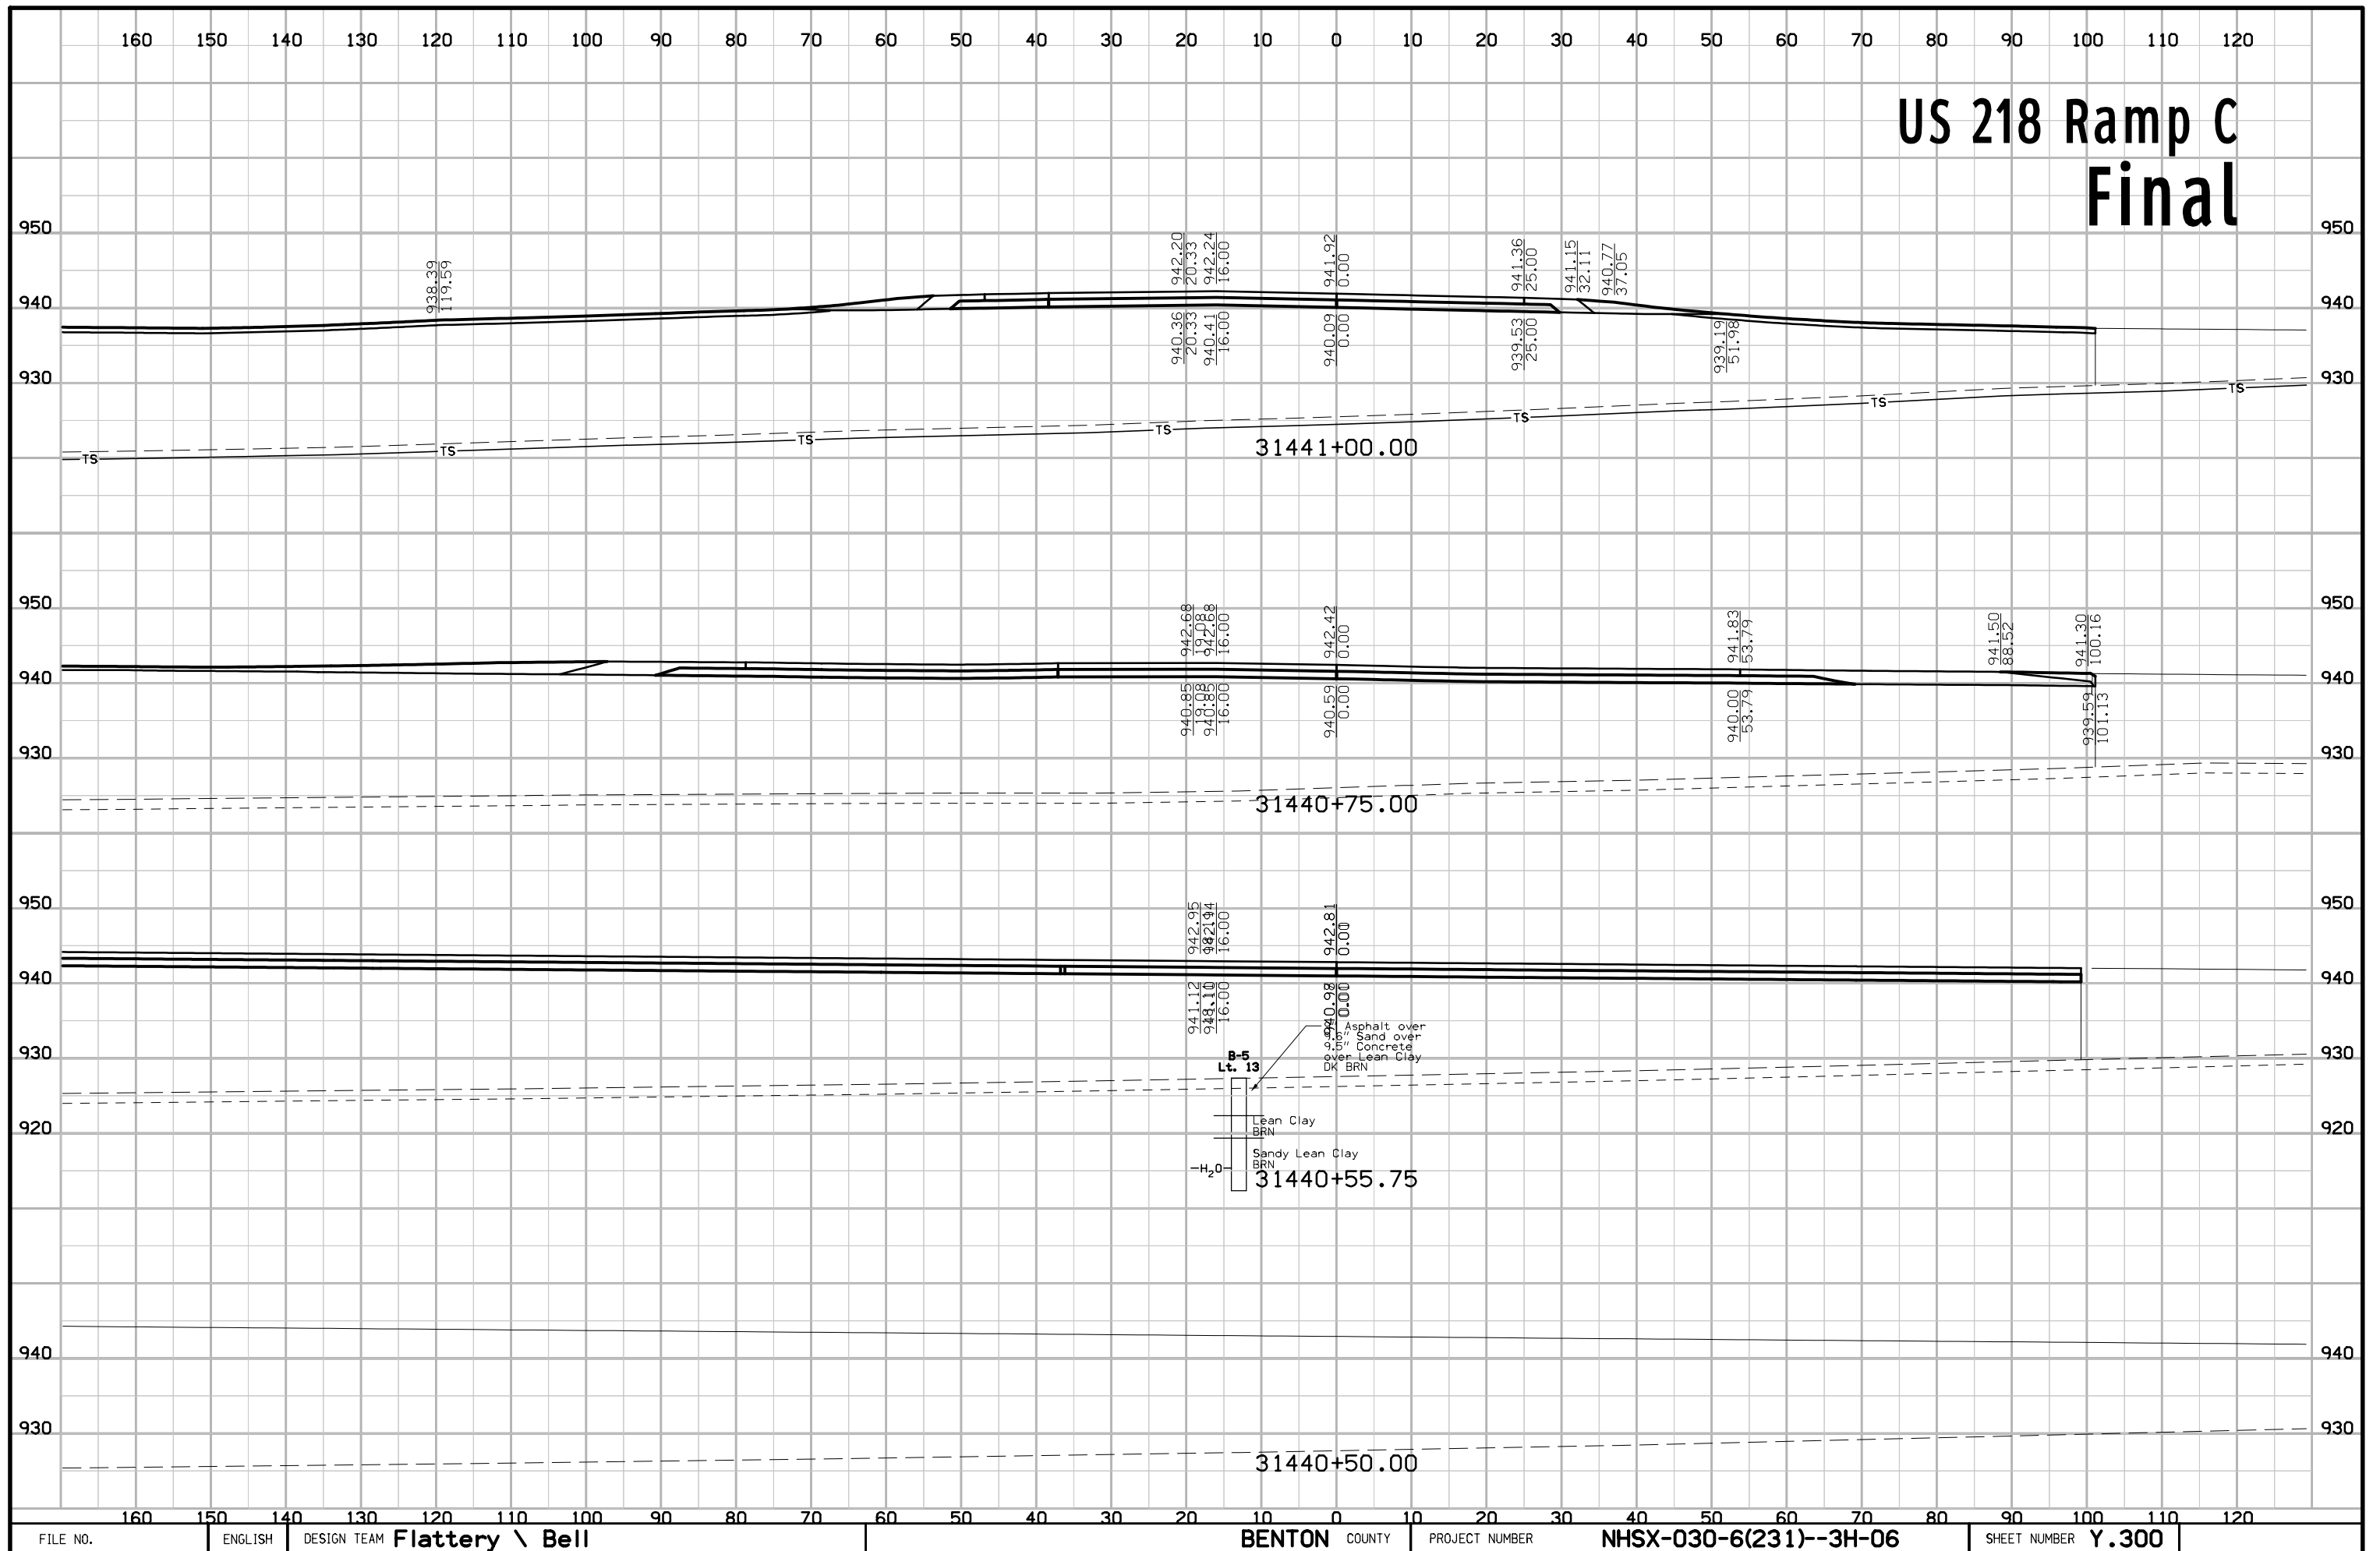 160 150 140 130 120 110 100 90 80 70 60 50 40 30 20 10 0 10 20 30 40 50 60 70 80 90 100 110 120
US 218 Ramp C
Final
950 950
938.39 119.59 942.20 20.33 942.24 16.00 941.92 0.00 941.36 25.00 941.15 32.11 940.77 37.05
940 940
940.36 20.33 940.41 16.00 940.09 0.00 939.53 25.00 939.19 51.98
930 930
TS TS TS TS TS TS TS
31441+00.00
950 950
942.68 19.08 942.68 16.00 942.42 0.00 941.83 53.79 941.50 88.52 941.30 100.16
940 940
940.85 19.08 940.85 16.00 940.59 0.00 940.00 53.79 939.59 101.13
930 930
31440+75.00
950 950
942.95 16.00 942.81 0.00
940 940
941.12 16.00
Asphalt over
Sand over
9.5" Concrete
over Lean Clay
DK BRN
930 930
B-5
Lt. 13
920 920
Lean Clay
BRN
Sandy Lean Clay
BRN
H2O
31440+55.75
940 940
930 930
31440+50.00
160 150 140 130 120 110 100 90 80 70 60 50 40 30 20 10 0 10 20 30 40 50 60 70 80 90 100 110 120
FILE NO. ENGLISH DESIGN TEAM Flattery \ Bell BENTON COUNTY PROJECT NUMBER NHSX-030-6(231)--3H-06 SHEET NUMBER Y.300